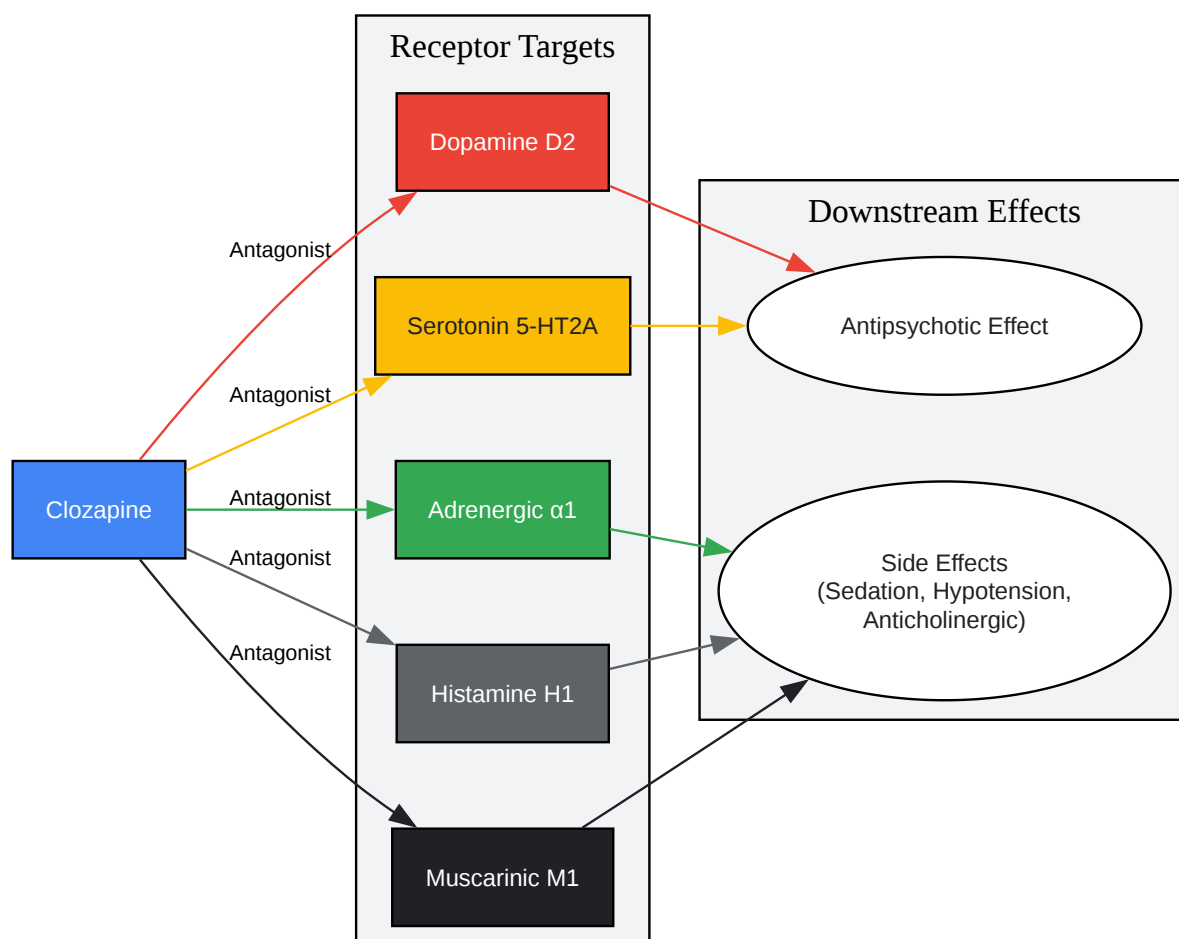 Receptor Targets
Dopamine D2
Downstream Effects
Antagonist
Serotonin 5-HT2A
Antipsychotic Effect
Antagonist
Clozapine
Antagonist
Adrenergic α1
Antagonist
Side Effects
(Sedation, Hypotension,
Anticholinergic)
Antagonist
Histamine H1
Muscarinic M1